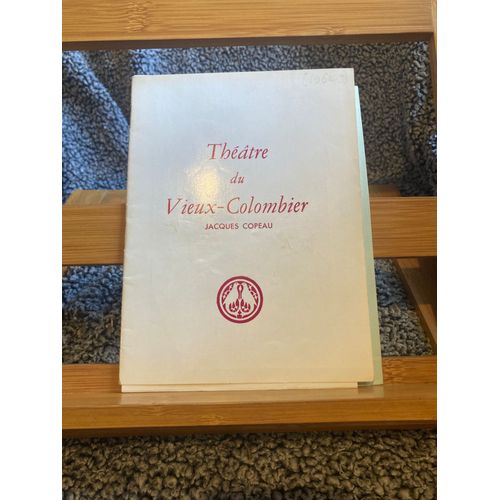 Théâtre
du
Vieux-Colombier
JACQUES COPEAU